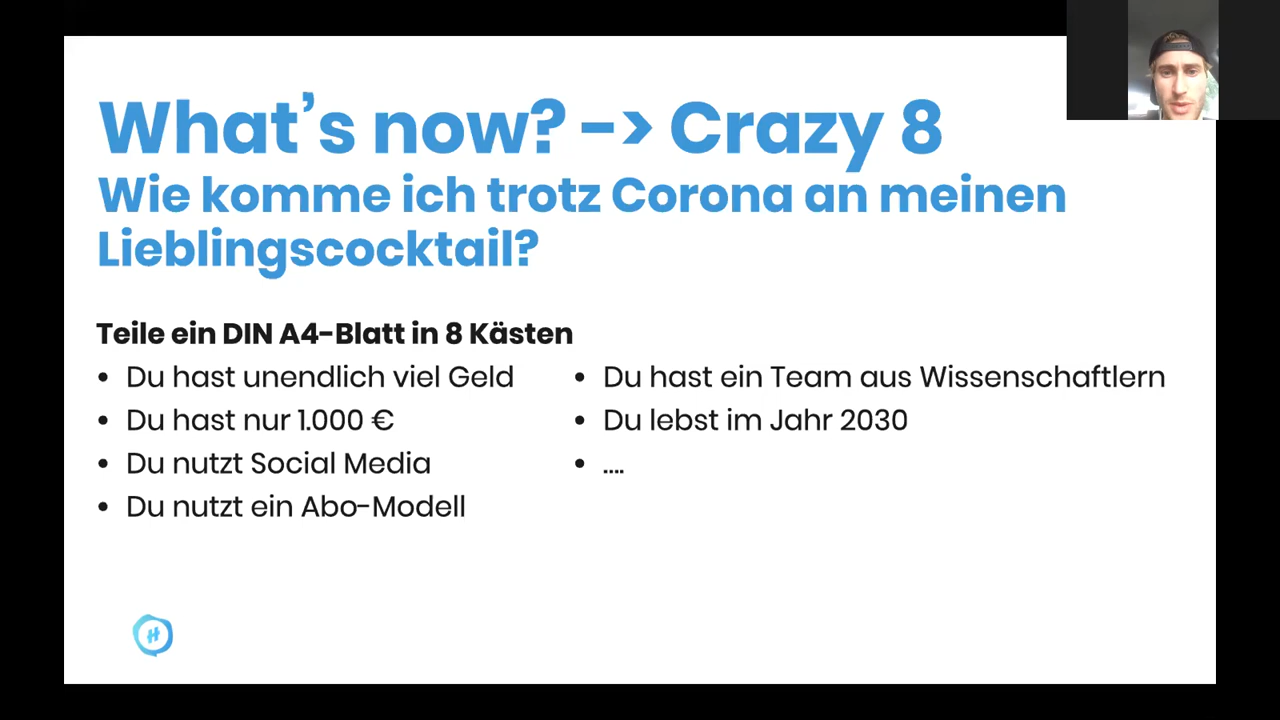 What’s now? -> Crazy 8
Wie komme ich trotz Corona an meinen
Lieblingscocktail?
Teile ein DIN A4-Blatt in 8 Kästen
• Du hast unendlich viel Geld
• Du hast nur 1.000 €
• Du nutzt Social Media
• Du nutzt ein Abo-Modell
• Du hast ein Team aus Wissenschaftlern
• Du lebst im Jahr 2030
• ....
H